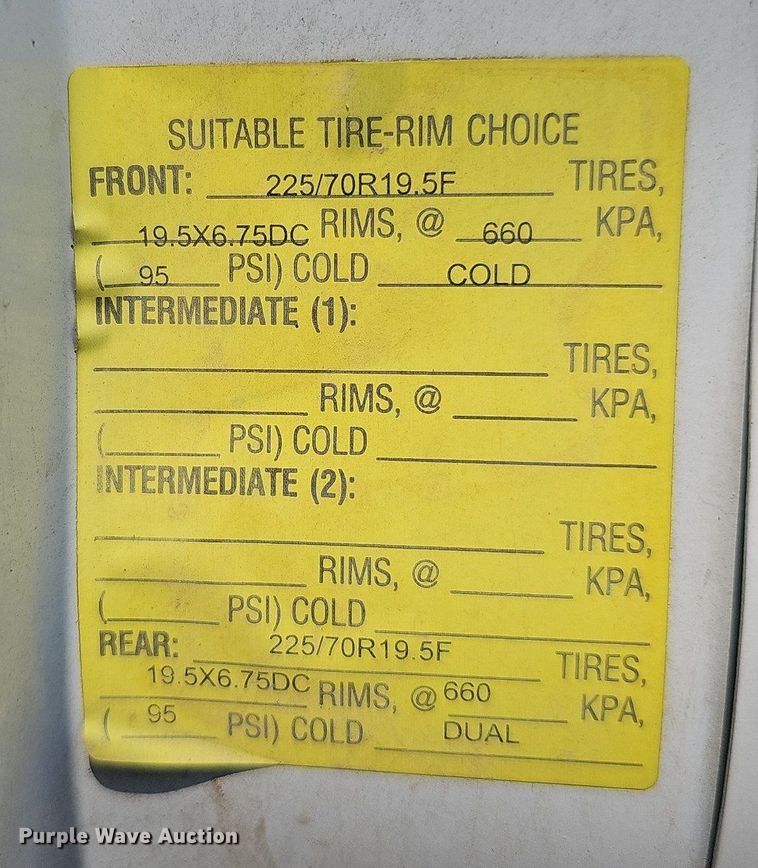 SUITABLE TIRE-RIM CHOICE
FRONT: 225/70R19.5F TIRES,
19.5X6.75DC RIMS, @ 660 KPA,
( 95 PSI) COLD COLD
INTERMEDIATE (1):
TIRES,
RIMS, @ KPA,
( PSI) COLD
INTERMEDIATE (2):
TIRES,
RIMS, @ KPA,
( PSI) COLD
REAR: 225/70R19.5F TIRES,
19.5X6.75DC RIMS, @ 660 KPA,
( 95 PSI) COLD DUAL
Purple Wave Auction